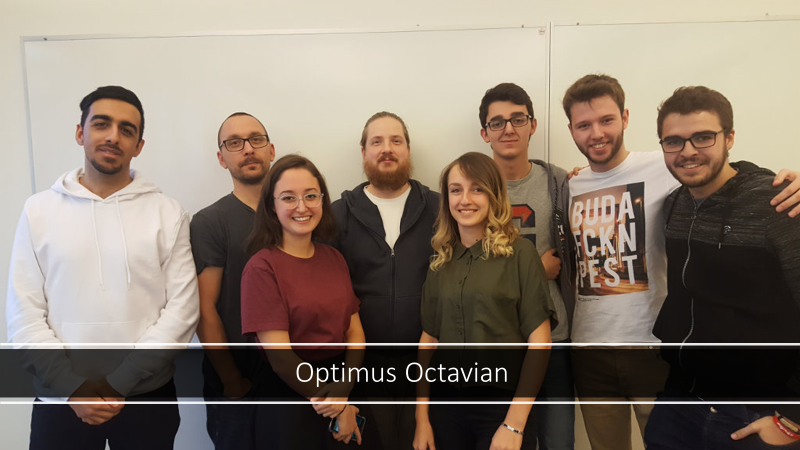 BUDA
FCKN
PEST
Optimus Octavian